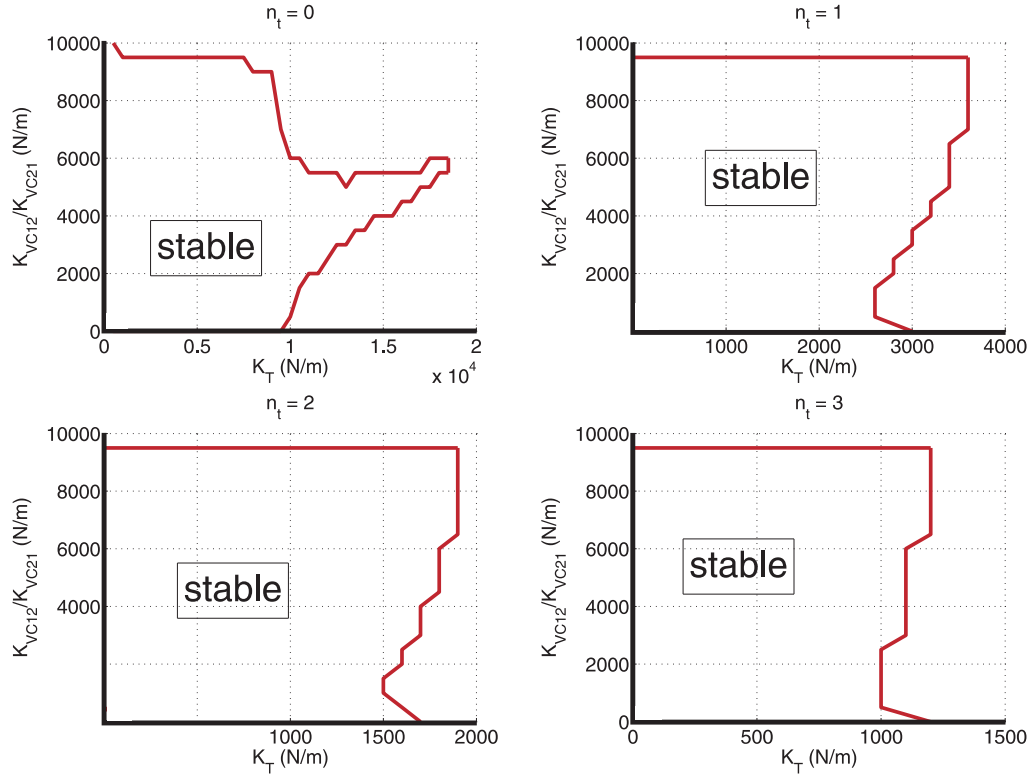 n_t = 0
10000
8000
6000
4000
2000
0
K_VC12/K_VC21 (N/m)
stable
0
0.5
1
1.5
2
x 10^4
K_T (N/m)
n_t = 1
10000
8000
6000
4000
2000
0
K_VC12/K_VC21 (N/m)
stable
1000
2000
3000
4000
K_T (N/m)
n_t = 2
10000
8000
6000
4000
K_VC12/K_VC21 (N/m)
stable
1000
1500
2000
K_T (N/m)
n_t = 3
10000
8000
6000
4000
2000
0
K_VC12/K_VC21 (N/m)
stable
0
500
1000
1500
K_T (N/m)